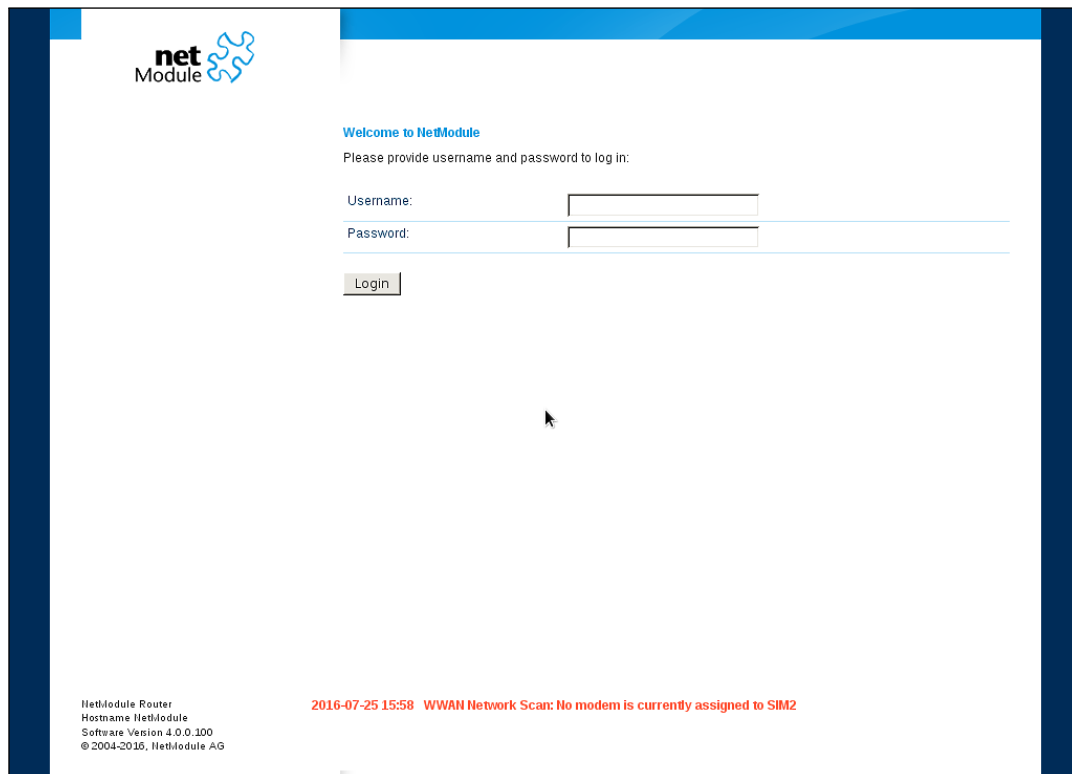 net
Module
Welcome to NetModule
Please provide username and password to log in:
Username:
Password:
Login
NetModule Router
Hostname NetModule
Software Version 4.0.0.100
© 2004-2016, NetModule AG
2016-07-25 15:58 WWAN Network Scan: No modem is currently assigned to SIM2